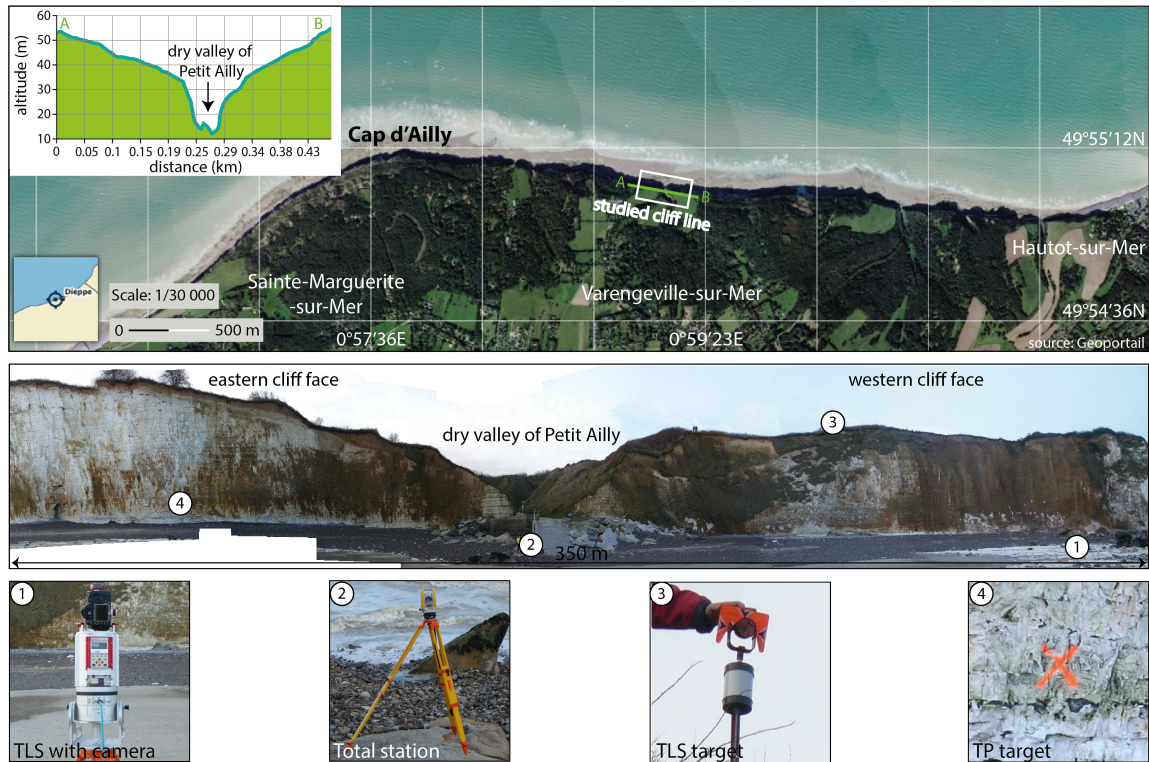 60
50
40
30
20
10
altitude (m)
A
B
dry valley of
Petit Ailly
0
0.05
0.1
0.15
0.19
0.25
0.29
0.34
0.38
0.43
distance (km)
Cap d'Ailly
49°55'12N
A
B
studied cliff line
Hautot-sur-Mer
Sainte-Marguerite
-sur-Mer
Varengeville-sur-Mer
49°54'36N
0°57'36E
0°59'23E
source: Geoportail
Dieppe
Scale: 1/30 000
0
500 m
eastern cliff face
western cliff face
dry valley of Petit Ailly
3
4
2
1
350 m
1
TLS with camera
2
Total station
3
TLS target
4
TP target